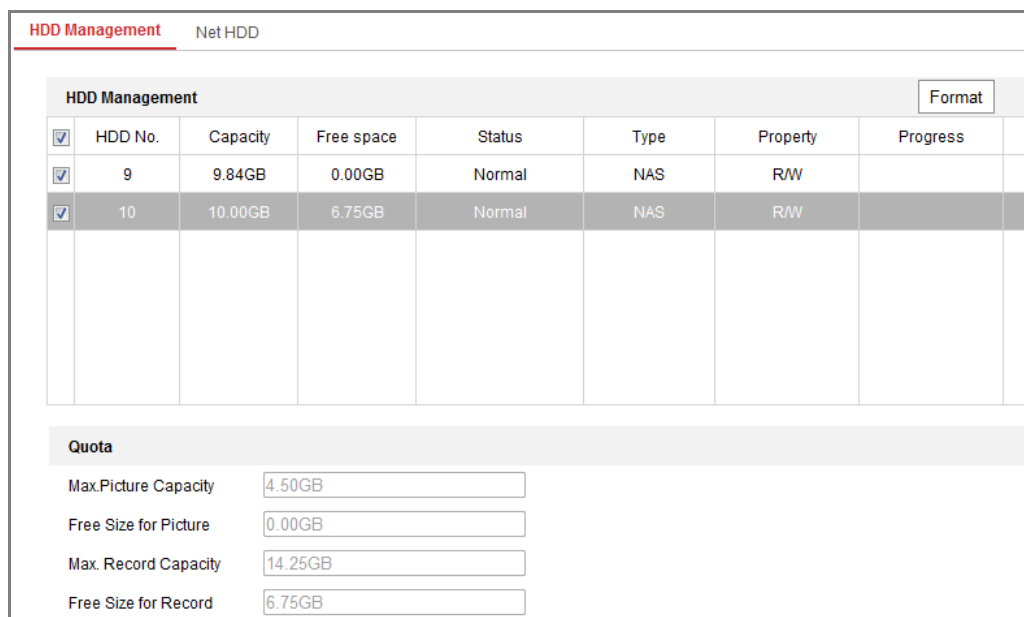 HDD Management Net HDD
HDD Management Format
HDD No. Capacity Free space Status Type Property Progress
9 9.84GB 0.00GB Normal NAS R/W
10 10.00GB 6.75GB Normal NAS R/W
Quota
Max.Picture Capacity 4.50GB
Free Size for Picture 0.00GB
Max. Record Capacity 14.25GB
Free Size for Record 6.75GB